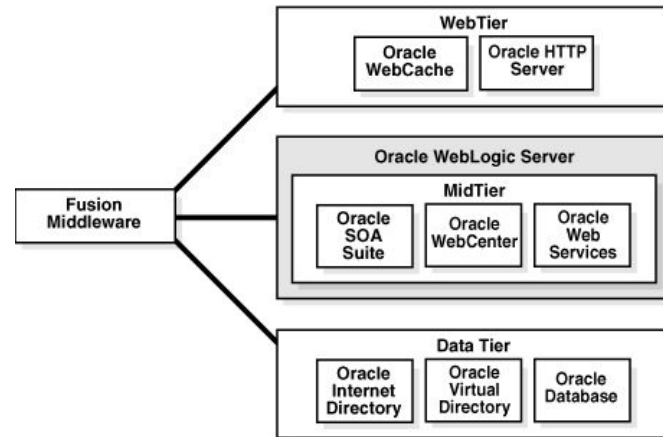 WebTier
Oracle
WebCache
Oracle HTTP
Server
Oracle WebLogic Server
MidTier
Oracle
SOA
Suite
Oracle
WebCenter
Oracle
Web
Services
Fusion
Middleware
Data Tier
Oracle
Internet
Directory
Oracle
Virtual
Directory
Oracle
Database